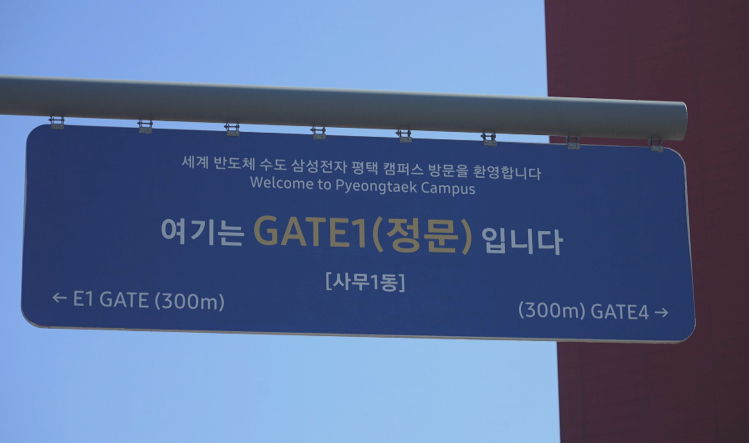 세계 반도체 수도 삼성전자 평택 캠퍼스 방문을 환영합니다
Welcome to Pyeongtaek Campus
여기는 GATE1(정문) 입니다
[사무1동]
← E1 GATE (300m)
(300m) GATE4 →